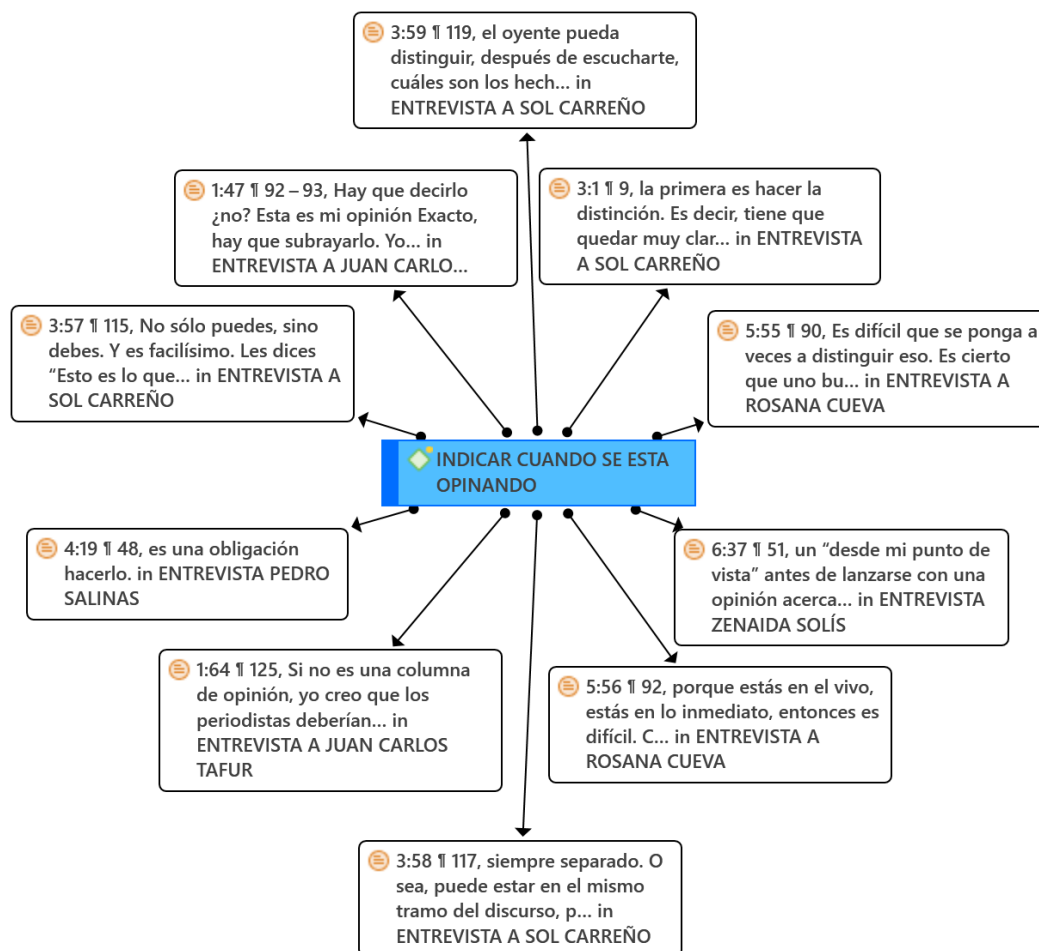 3:59 ¶ 119, el oyente pueda
distinguir, después de escucharte,
cuáles son los hech... in
ENTREVISTA A SOL CARREÑO
1:47 ¶ 92 – 93, Hay que decirlo
¿no? Esta es mi opinión Exacto,
hay que subrayarlo. Yo... in
ENTREVISTA A JUAN CARLO...
3:1 ¶ 9, la primera es hacer la
distinción. Es decir, tiene que
quedar muy clar... in ENTREVISTA
A SOL CARREÑO
3:57 ¶ 115, No sólo puedes, sino
debes. Y es facilísimo. Les dices
“Esto es lo que... in ENTREVISTA A
SOL CARREÑO
5:55 ¶ 90, Es difícil que se ponga a
veces a distinguir eso. Es cierto
que uno bu... in ENTREVISTA A
ROSANA CUEVA
INDICAR CUANDO SE ESTA
OPINANDO
4:19 ¶ 48, es una obligación
hacerlo. in ENTREVISTA PEDRO
SALINAS
6:37 ¶ 51, un “desde mi punto de
vista” antes de lanzarse con una
opinión acerca... in ENTREVISTA
ZENAIDA SOLÍS
1:64 ¶ 125, Si no es una columna
de opinión, yo creo que los
periodistas deberían... in
ENTREVISTA A JUAN CARLOS
TAFUR
5:56 ¶ 92, porque estás en el vivo,
estás en lo inmediato, entonces es
difícil. C... in ENTREVISTA A
ROSANA CUEVA
3:58 ¶ 117, siempre separado. O
sea, puede estar en el mismo
tramo del discurso, p... in
ENTREVISTA A SOL CARREÑO